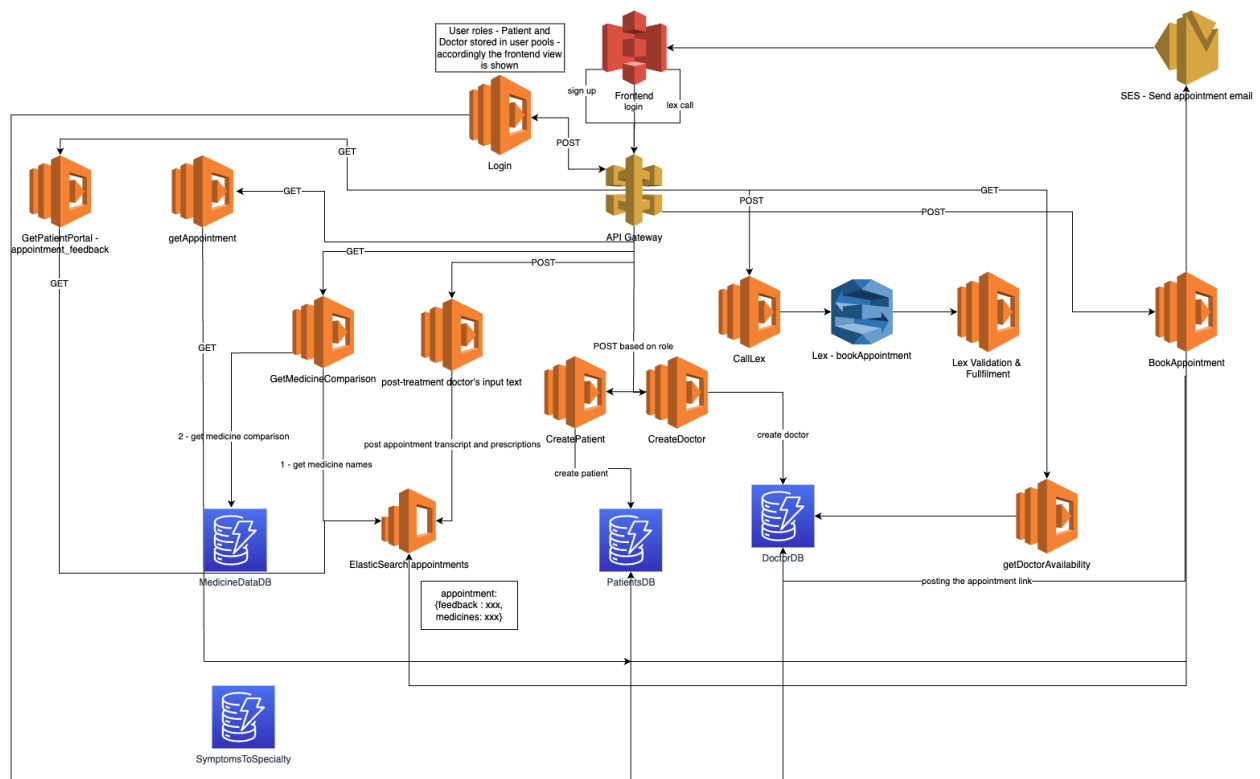 User roles - Patient and
Doctor stored in user pools -
accordingly the frontend view
is shown
SES - Send appointment email
Frontend
sign up
login
lex call
POST
Login
GET
GET
GET
POST
POST
GetPatientPortal -
appointment_feedback
getAppointment
API Gateway
GET
POST
GET
CallLex
Lex - bookAppointment
Lex Validation &
Fullfilment
BookAppointment
GET
POST based on role
GetMedicineComparison
post-treatment doctor's input text
CreatePatient
CreateDoctor
2 - get medicine comparison
post appointment transcript and prescriptions
create doctor
1 - get medicine names
create patient
MedicineDataDB
ElasticSearch appointments
PatientsDB
DoctorDB
getDoctorAvailability
posting the appointment link
appointment:
{feedback : xxx,
medicines: xxx}
SymptomsToSpecialty